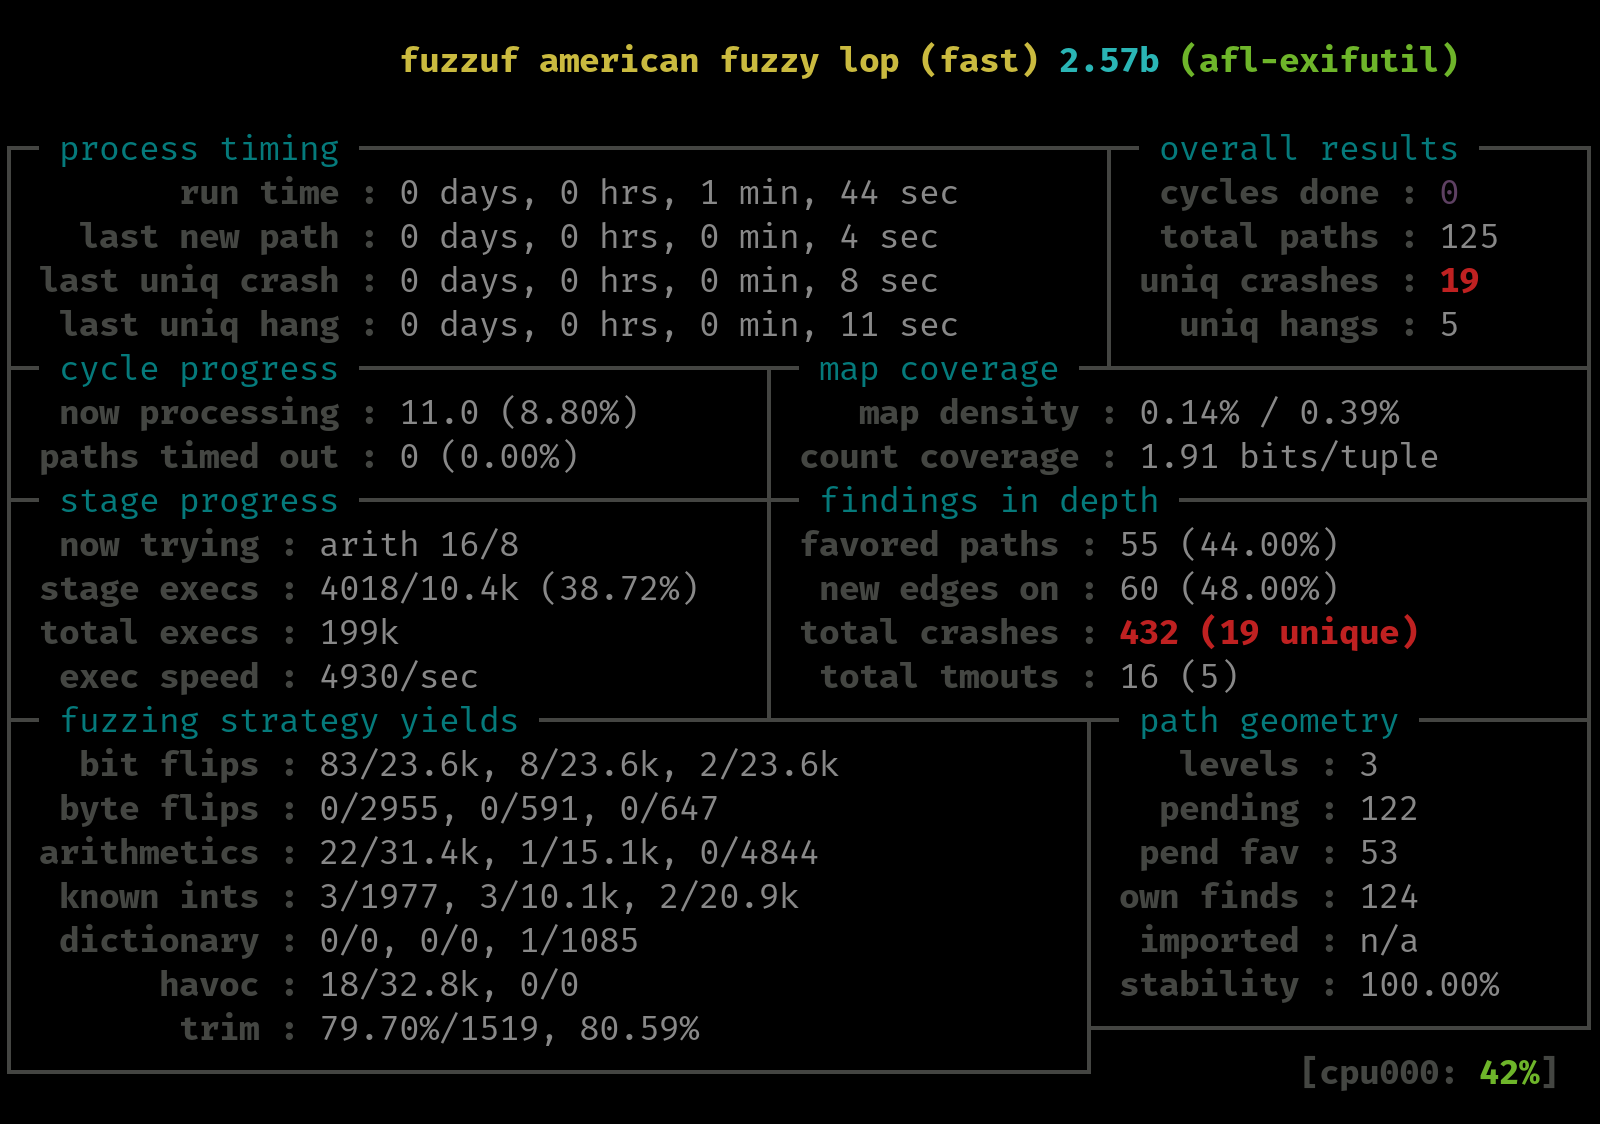 fuzzuf american fuzzy lop (fast) 2.57b (afl-exifutil)
process timing overall results
run time : 0 days, 0 hrs, 1 min, 44 sec cycles done : 0
last new path : 0 days, 0 hrs, 0 min, 4 sec total paths : 125
last uniq crash : 0 days, 0 hrs, 0 min, 8 sec uniq crashes : 19
last uniq hang : 0 days, 0 hrs, 0 min, 11 sec uniq hangs : 5
cycle progress map coverage
now processing : 11.0 (8.80%) map density : 0.14% / 0.39%
paths timed out : 0 (0.00%) count coverage : 1.91 bits/tuple
stage progress findings in depth
now trying : arith 16/8 favored paths : 55 (44.00%)
stage execs : 4018/10.4k (38.72%) new edges on : 60 (48.00%)
total execs : 199k total crashes : 432 (19 unique)
exec speed : 4930/sec total tmouts : 16 (5)
fuzzing strategy yields path geometry
bit flips : 83/23.6k, 8/23.6k, 2/23.6k levels : 3
byte flips : 0/2955, 0/591, 0/647 pending : 122
arithmetics : 22/31.4k, 1/15.1k, 0/4844 pend fav : 53
known ints : 3/1977, 3/10.1k, 2/20.9k own finds : 124
dictionary : 0/0, 0/0, 1/1085 imported : n/a
havoc : 18/32.8k, 0/0 stability : 100.00%
trim : 79.70%/1519, 80.59%
[cpu000: 42%]